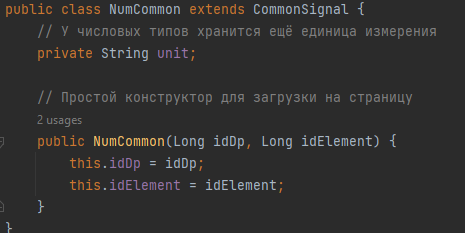 public class NumCommon extends CommonSignal {
// У числовых типов хранится ещё единица измерения
private String unit;
// Простой конструктор для загрузки на страницу
2 usages
public NumCommon(Long idDp, Long idElement) {
this.idDp = idDp;
this.idElement = idElement;
}
}